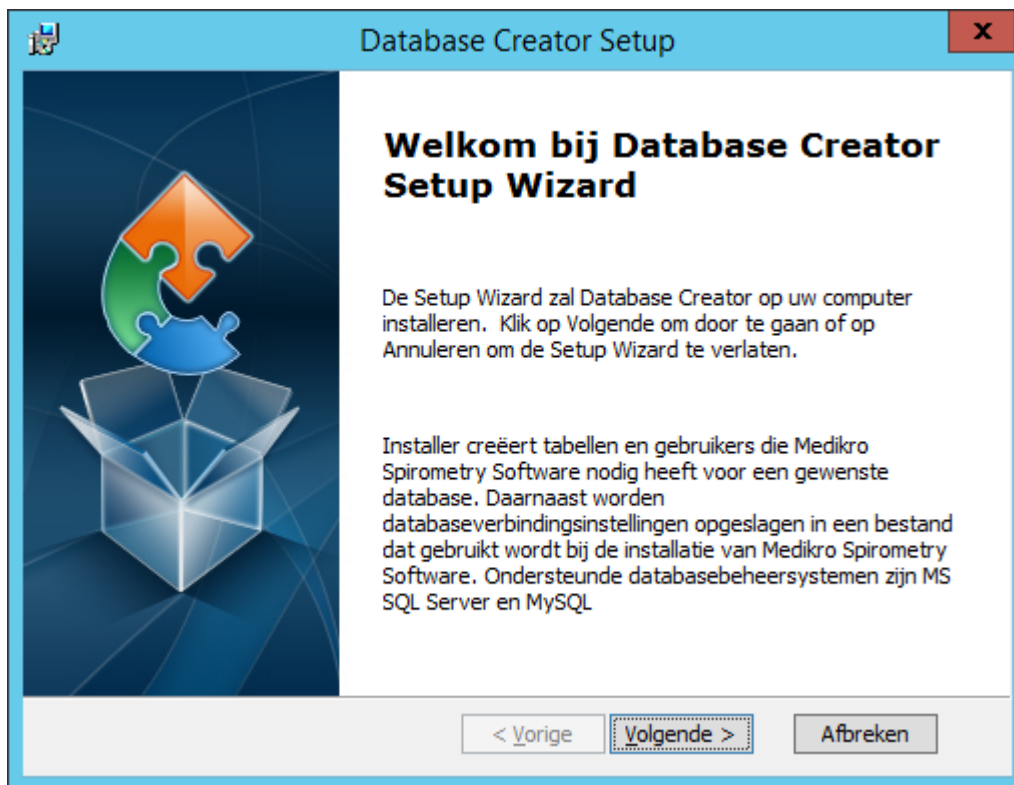 Database Creator Setup
x
Welkom bij Database Creator
Setup Wizard
De Setup Wizard zal Database Creator op uw computer
installeren.  Klik op Volgende om door te gaan of op
Annuleren om de Setup Wizard te verlaten.
Installer creëert tabellen en gebruikers die Medikro
Spirometry Software nodig heeft voor een gewenste
database. Daarnaast worden
databaseverbindingsinstellingen opgeslagen in een bestand
dat gebruikt wordt bij de installatie van Medikro Spirometry
Software. Ondersteunde databasebeheersystemen zijn MS
SQL Server en MySQL
< Vorige Volgende > Afbreken